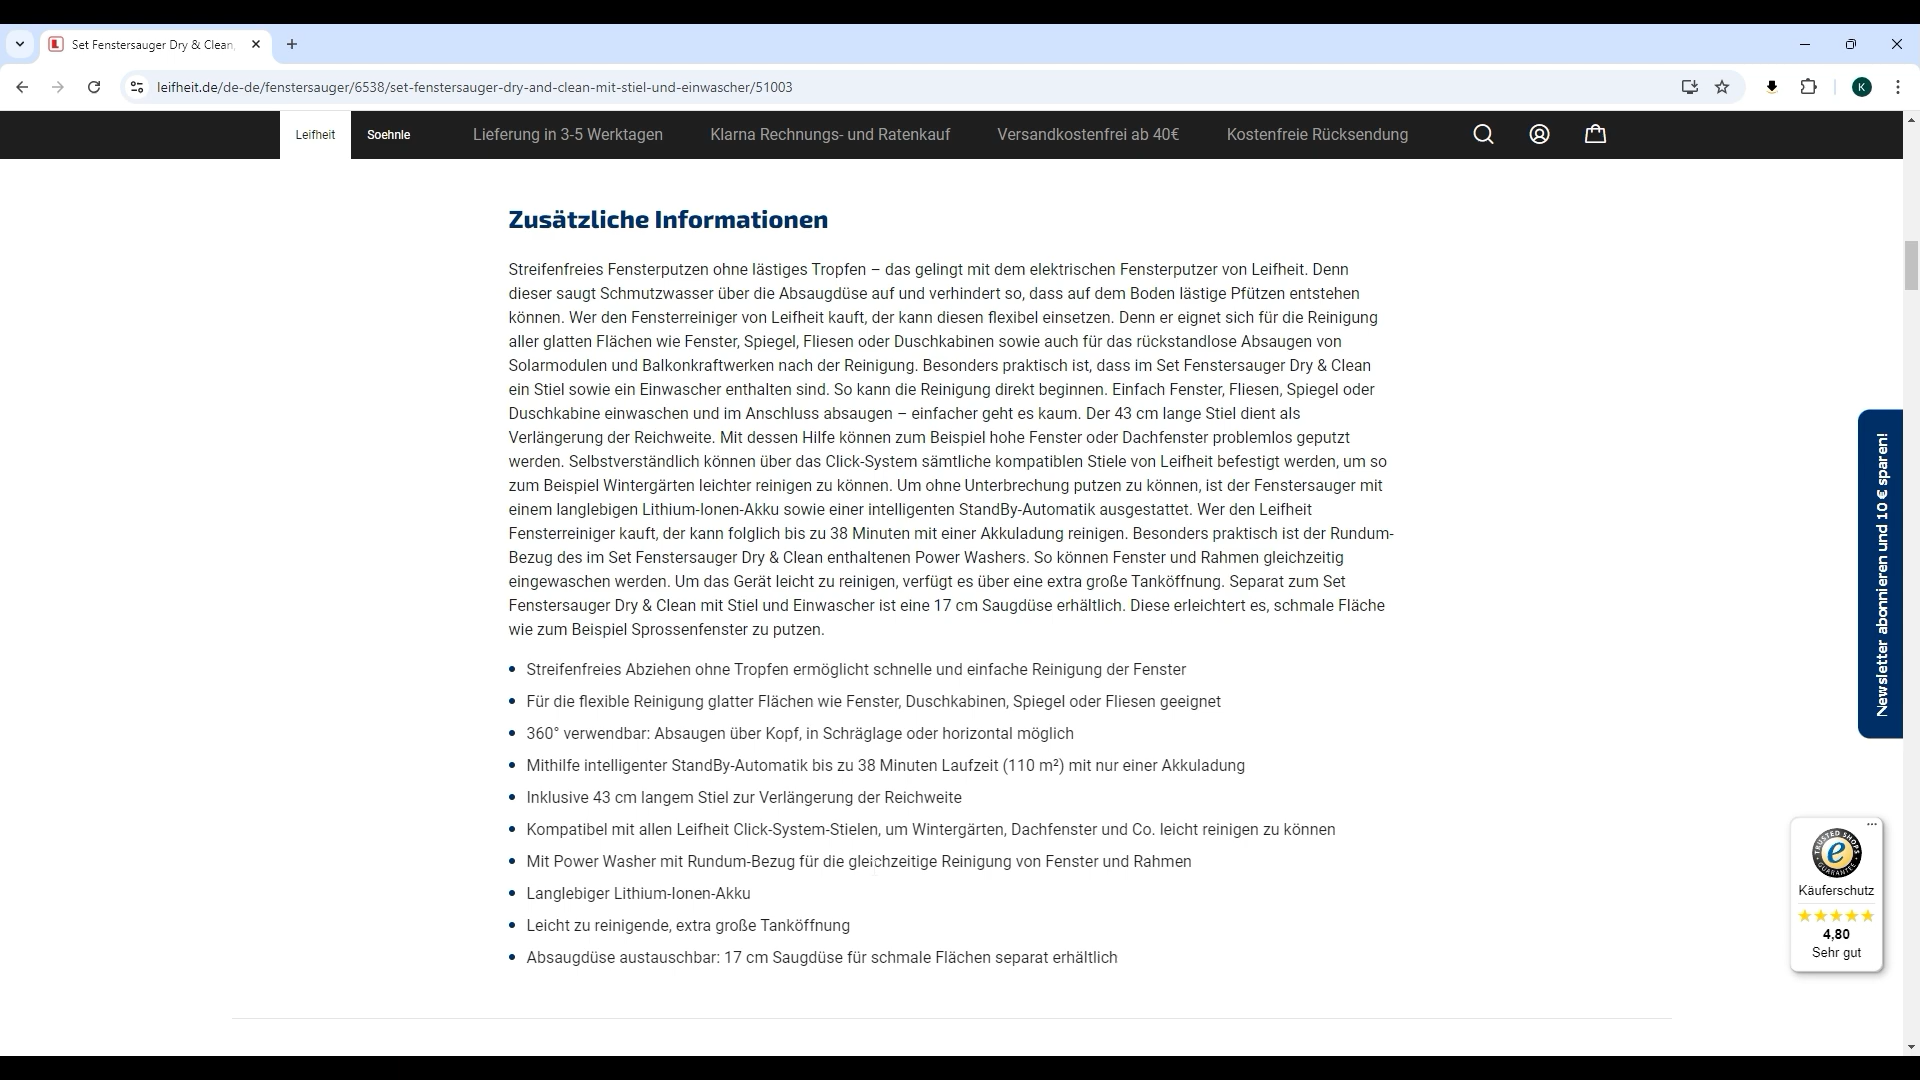 Set Fenstersauger Dry & Clean,
leifheit.de/de-de/fenstersauger/6538/set-fenstersauger-dry-and-clean-mit-stiel-und-einwascher/51003
K
Leifheit
Soehnle
Lieferung in 3-5 Werktagen
Klarna Rechnungs- und Ratenkauf
Versandkostenfrei ab 40€
Kostenfreie Rücksendung
Zusätzliche Informationen
Streifenfreies Fensterputzen ohne lästiges Tropfen – das gelingt mit dem elektrischen Fensterputzer von Leifheit. Denn
dieser saugt Schmutzwasser über die Absaugdüse auf und verhindert so, dass auf dem Boden lästige Pfützen entstehen
können. Wer den Fensterreiniger von Leifheit kauft, der kann diesen flexibel einsetzen. Denn er eignet sich für die Reinigung
aller glatten Flächen wie Fenster, Spiegel, Fliesen oder Duschkabinen sowie auch für das rückstandlose Absaugen von
Solarmodulen und Balkonkraftwerken nach der Reinigung. Besonders praktisch ist, dass im Set Fenstersauger Dry & Clean
ein Stiel sowie ein Einwascher enthalten sind. So kann die Reinigung direkt beginnen. Einfach Fenster, Fliesen, Spiegel oder
Duschkabine einwaschen und im Anschluss absaugen – einfacher geht es kaum. Der 43 cm lange Stiel dient als
Verlängerung der Reichweite. Mit dessen Hilfe können zum Beispiel hohe Fenster oder Dachfenster problemlos geputzt
werden. Selbstverständlich können über das Click-System sämtliche kompatiblen Stiele von Leifheit befestigt werden, um so
zum Beispiel Wintergärten leichter reinigen zu können. Um ohne Unterbrechung putzen zu können, ist der Fenstersauger mit
einem langlebigen Lithium-Ionen-Akku sowie einer intelligenten StandBy-Automatik ausgestattet. Wer den Leifheit
Fensterreiniger kauft, der kann folglich bis zu 38 Minuten mit einer Akkuladung reinigen. Besonders praktisch ist der Rundum-
Bezug des im Set Fenstersauger Dry & Clean enthaltenen Power Washers. So können Fenster und Rahmen gleichzeitig
eingewaschen werden. Um das Gerät leicht zu reinigen, verfügt es über eine extra große Tanköffnung. Separat zum Set
Fenstersauger Dry & Clean mit Stiel und Einwascher ist eine 17 cm Saugdüse erhältlich. Diese erleichtert es, schmale Fläche
wie zum Beispiel Sprossenfenster zu putzen.
Streifenfreies Abziehen ohne Tropfen ermöglicht schnelle und einfache Reinigung der Fenster
Für die flexible Reinigung glatter Flächen wie Fenster, Duschkabinen, Spiegel oder Fliesen geeignet
360° verwendbar: Absaugen über Kopf, in Schräglage oder horizontal möglich
Mithilfe intelligenter StandBy-Automatik bis zu 38 Minuten Laufzeit (110 m²) mit nur einer Akkuladung
Inklusive 43 cm langem Stiel zur Verlängerung der Reichweite
Kompatibel mit allen Leifheit Click-System-Stielen, um Wintergärten, Dachfenster und Co. leicht reinigen zu können
Mit Power Washer mit Rundum-Bezug für die gleichzeitige Reinigung von Fenster und Rahmen
Langlebiger Lithium-Ionen-Akku
Leicht zu reinigende, extra große Tanköffnung
Absaugdüse austauschbar: 17 cm Saugdüse für schmale Flächen separat erhältlich
Newsletter abonnieren und 10 € sparen!
TRUSTED SHOPS
e
GUARANTEE
Käuferschutz
4,80
Sehr gut